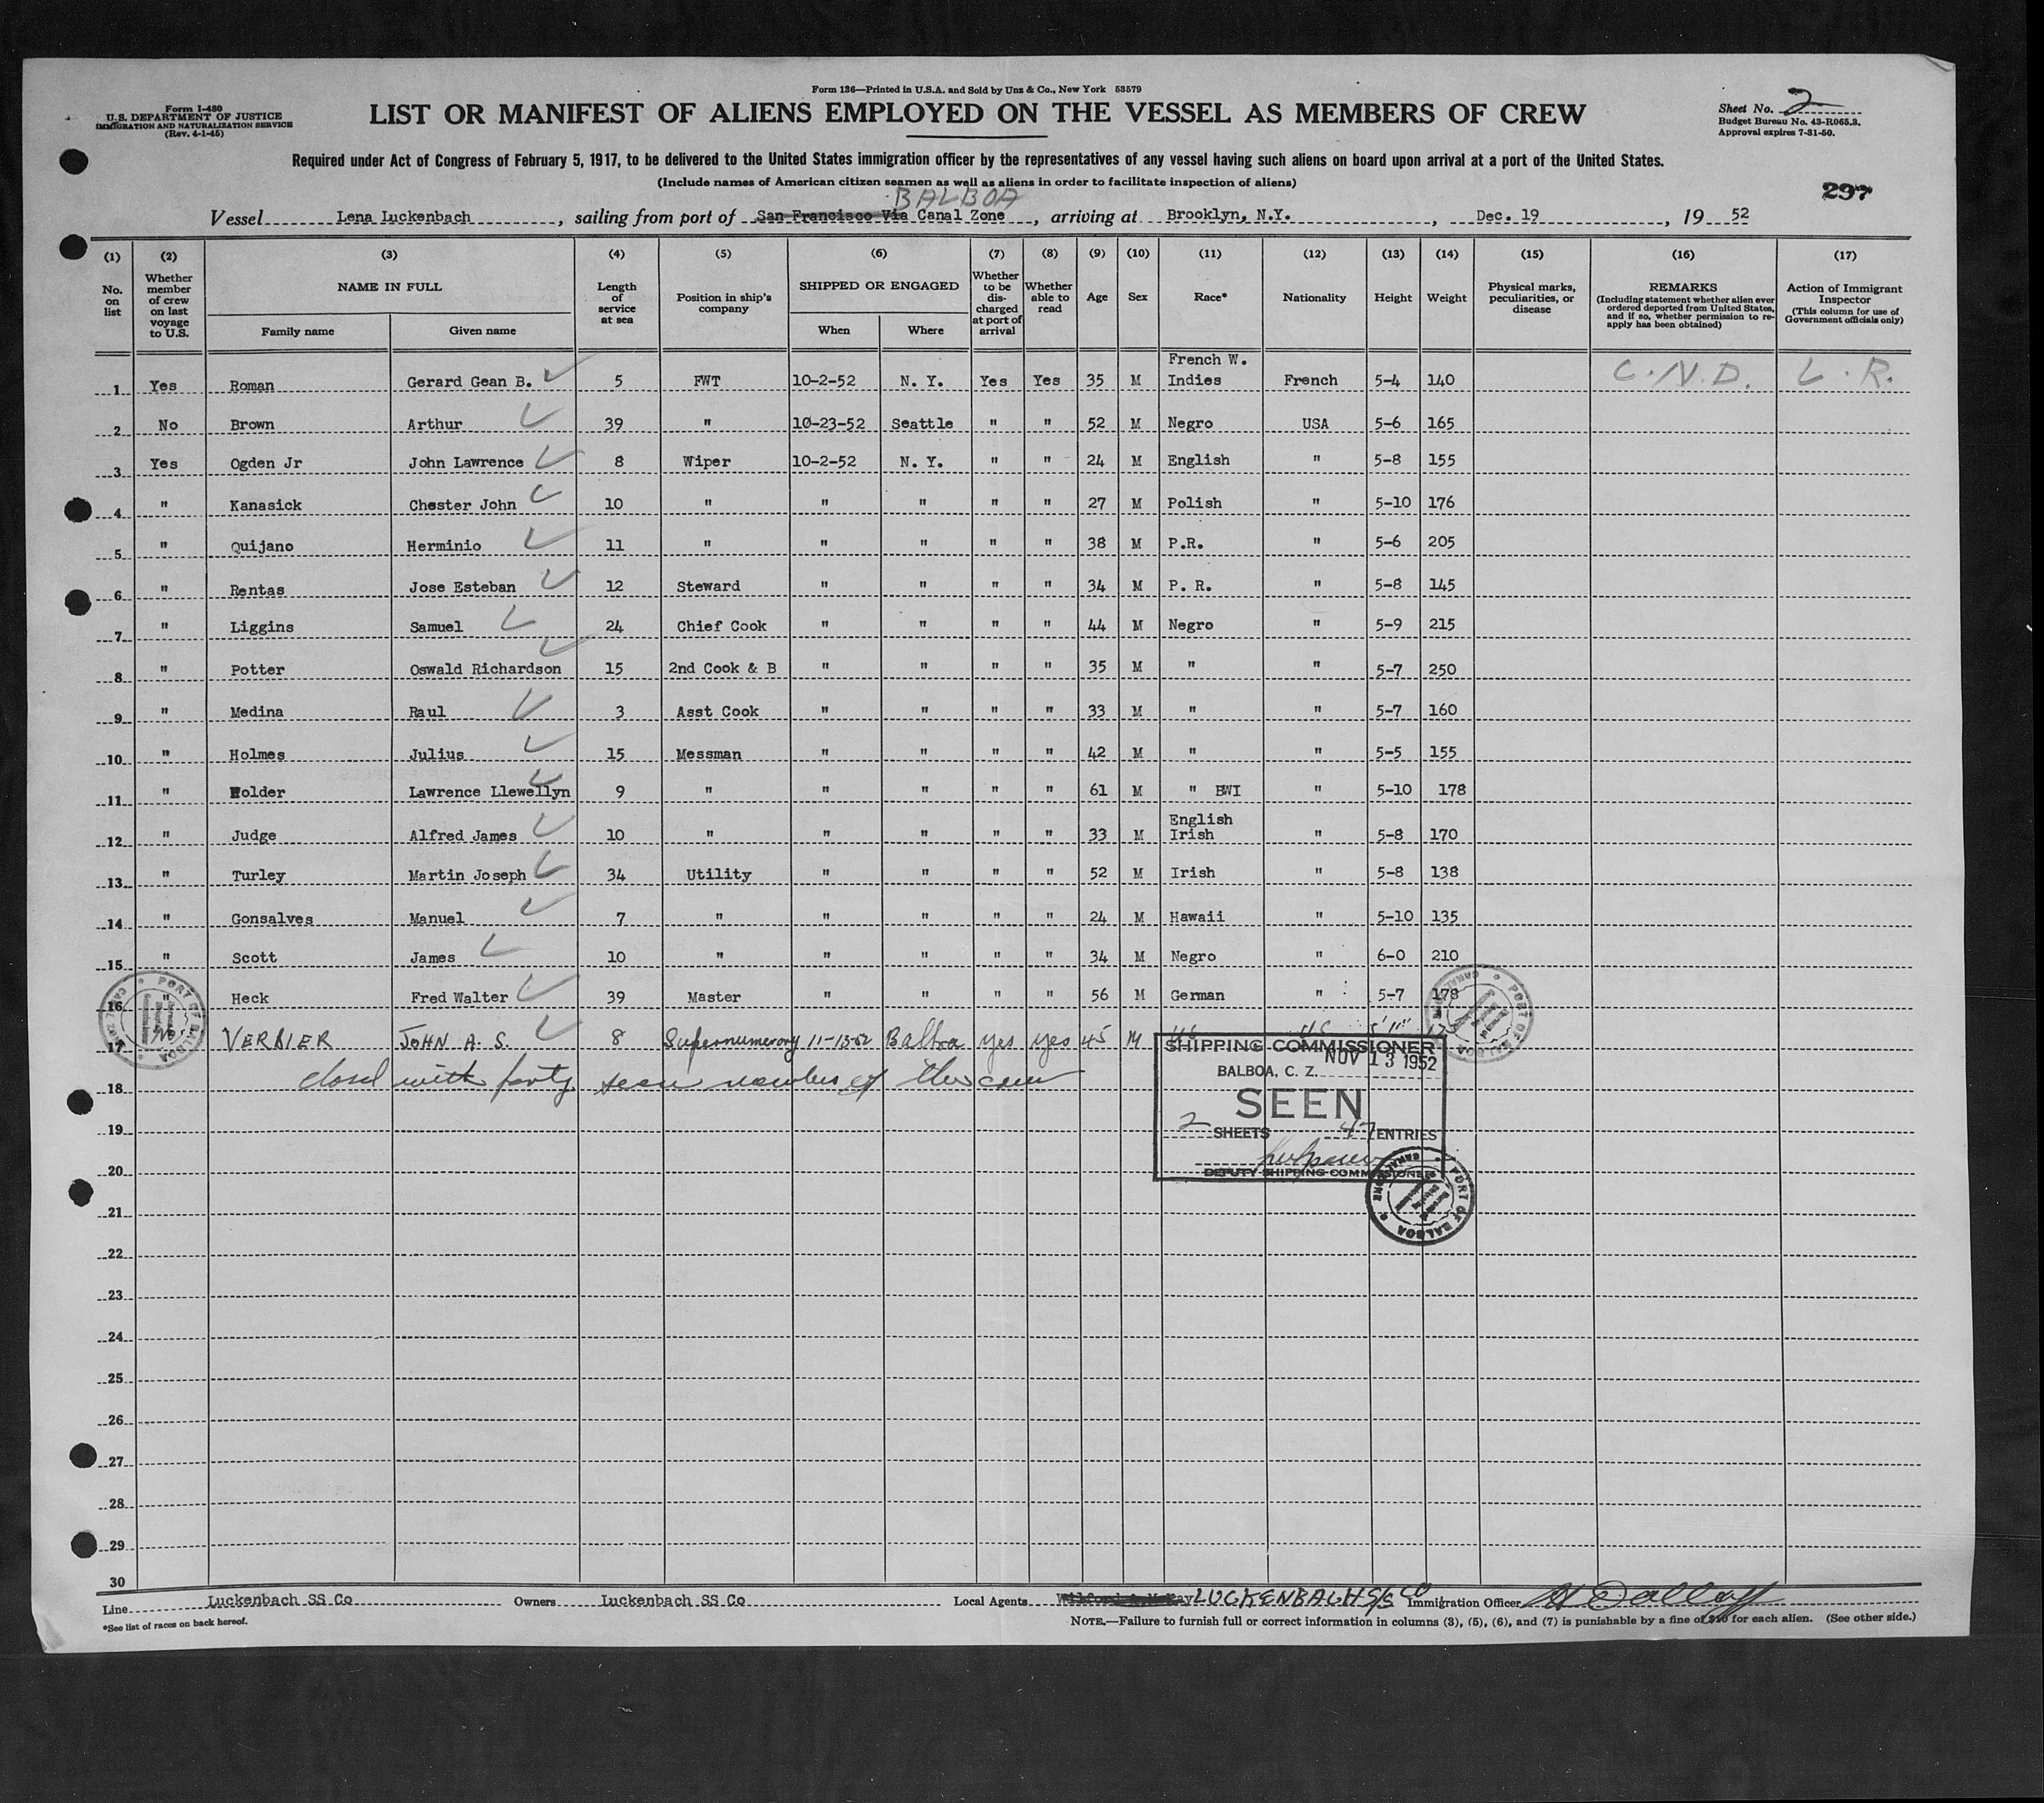 Form 136—Printed in U.S.A. and Sold by Unz & Co., New York 53579
Form I-480
U.S. DEPARTMENT OF JUSTICE
IMMIGRATION AND NATURALIZATION SERVICE
(Rev. 4-1-45)
LIST OR MANIFEST OF ALIENS EMPLOYED ON THE VESSEL AS MEMBERS OF CREW
Sheet No. 2
Budget Bureau No. 43-R065.3.
Approval expires 7-31-50.
Required under Act of Congress of February 5, 1917, to be delivered to the United States immigration officer by the representatives of any vessel having such aliens on board upon arrival at a port of the United States.
(Include names of American citizen seamen as well as aliens in order to facilitate inspection of aliens)
297
BALBOA
Vessel Lena Luckenbach, sailing from port of San Francisco Via Canal Zone, arriving at Brooklyn, N.Y., Dec. 19, 19 52
(1) (2) (3) (4) (5) (6) (7) (8) (9) (10) (11) (12) (13) (14) (15) (16) (17)
No. on list
Whether member of crew on last voyage to U.S.
NAME IN FULL
Family name
Given name
Length of service at sea
Position in ship's company
SHIPPED OR ENGAGED
When
Where
Whether to be discharged at port of arrival
Whether able to read
Age
Sex
Race*
Nationality
Height
Weight
Physical marks, peculiarities, or disease
REMARKS
(Including statement whether alien ever ordered deported from United States, and if so, whether permission to re-apply has been obtained)
Action of Immigrant Inspector
(This column for use of Government officials only)
1 Yes Roman Gerard Gean B. 5 FWT 10-2-52 N. Y. Yes Yes 35 M French W. Indies French 5-4 140 C.N.D. L.R.
2 No Brown Arthur 39 " 10-23-52 Seattle " " 52 M Negro USA 5-6 165
3 Yes Ogden Jr John Lawrence 8 Wiper 10-2-52 N. Y. " " 24 M English " 5-8 155
4 " Kanasick Chester John 10 " " " " " 27 M Polish " 5-10 176
5 " Quijano Herminio 11 " " " " " 38 M P.R. " 5-6 205
6 " Rentas Jose Esteban 12 Steward " " " " 34 M P. R. " 5-8 145
7 " Liggins Samuel 24 Chief Cook " " " " 44 M Negro " 5-9 215
8 " Potter Oswald Richardson 15 2nd Cook & B " " " " 35 M " " 5-7 250
9 " Medina Raul 3 Asst Cook " " " " 33 M " " 5-7 160
10 " Holmes Julius 15 Messman " " " " 42 M " " 5-5 155
11 " Holder Lawrence Llewellyn 9 " " " " " 61 M " BWI " 5-10 178
12 " Judge Alfred James 10 " " " " " 33 M English Irish " 5-8 170
13 " Turley Martin Joseph 34 Utility " " " " 52 M Irish " 5-8 138
14 " Gonsalves Manuel 7 " " " " " 24 M Hawaii " 5-10 135
15 " Scott James 10 " " " " " 34 M Negro " 6-0 210
16 " Heck Fred Walter 39 Master " " " " 56 M German " 5-7 178
17 No VERBIER JOHN A. S. 8 Supernumerary 11-13-52 Balboa yes yes 45 M US US 5'11"
closed with forty seven members of the crew
18
19
20
21
22
23
24
25
26
27
28
29
30
SHIPPING COMMISSIONER
NOV 13 1952
BALBOA, C. Z.
SEEN
2 SHEETS 47 ENTRIES
DEPUTY SHIPPING COMMISSIONER
PORT OF BALBOA
CANAL ZONE
PORT OF BALBOA
CANAL ZONE
PORT OF BALBOA
CANAL ZONE
Line Luckenbach SS Co Owners Luckenbach SS Co Local Agents LUCKENBACH S/S CO Immigration Officer
*See list of races on back hereof.
NOTE.—Failure to furnish full or correct information in columns (3), (5), (6), and (7) is punishable by a fine of $10 for each alien. (See other side.)